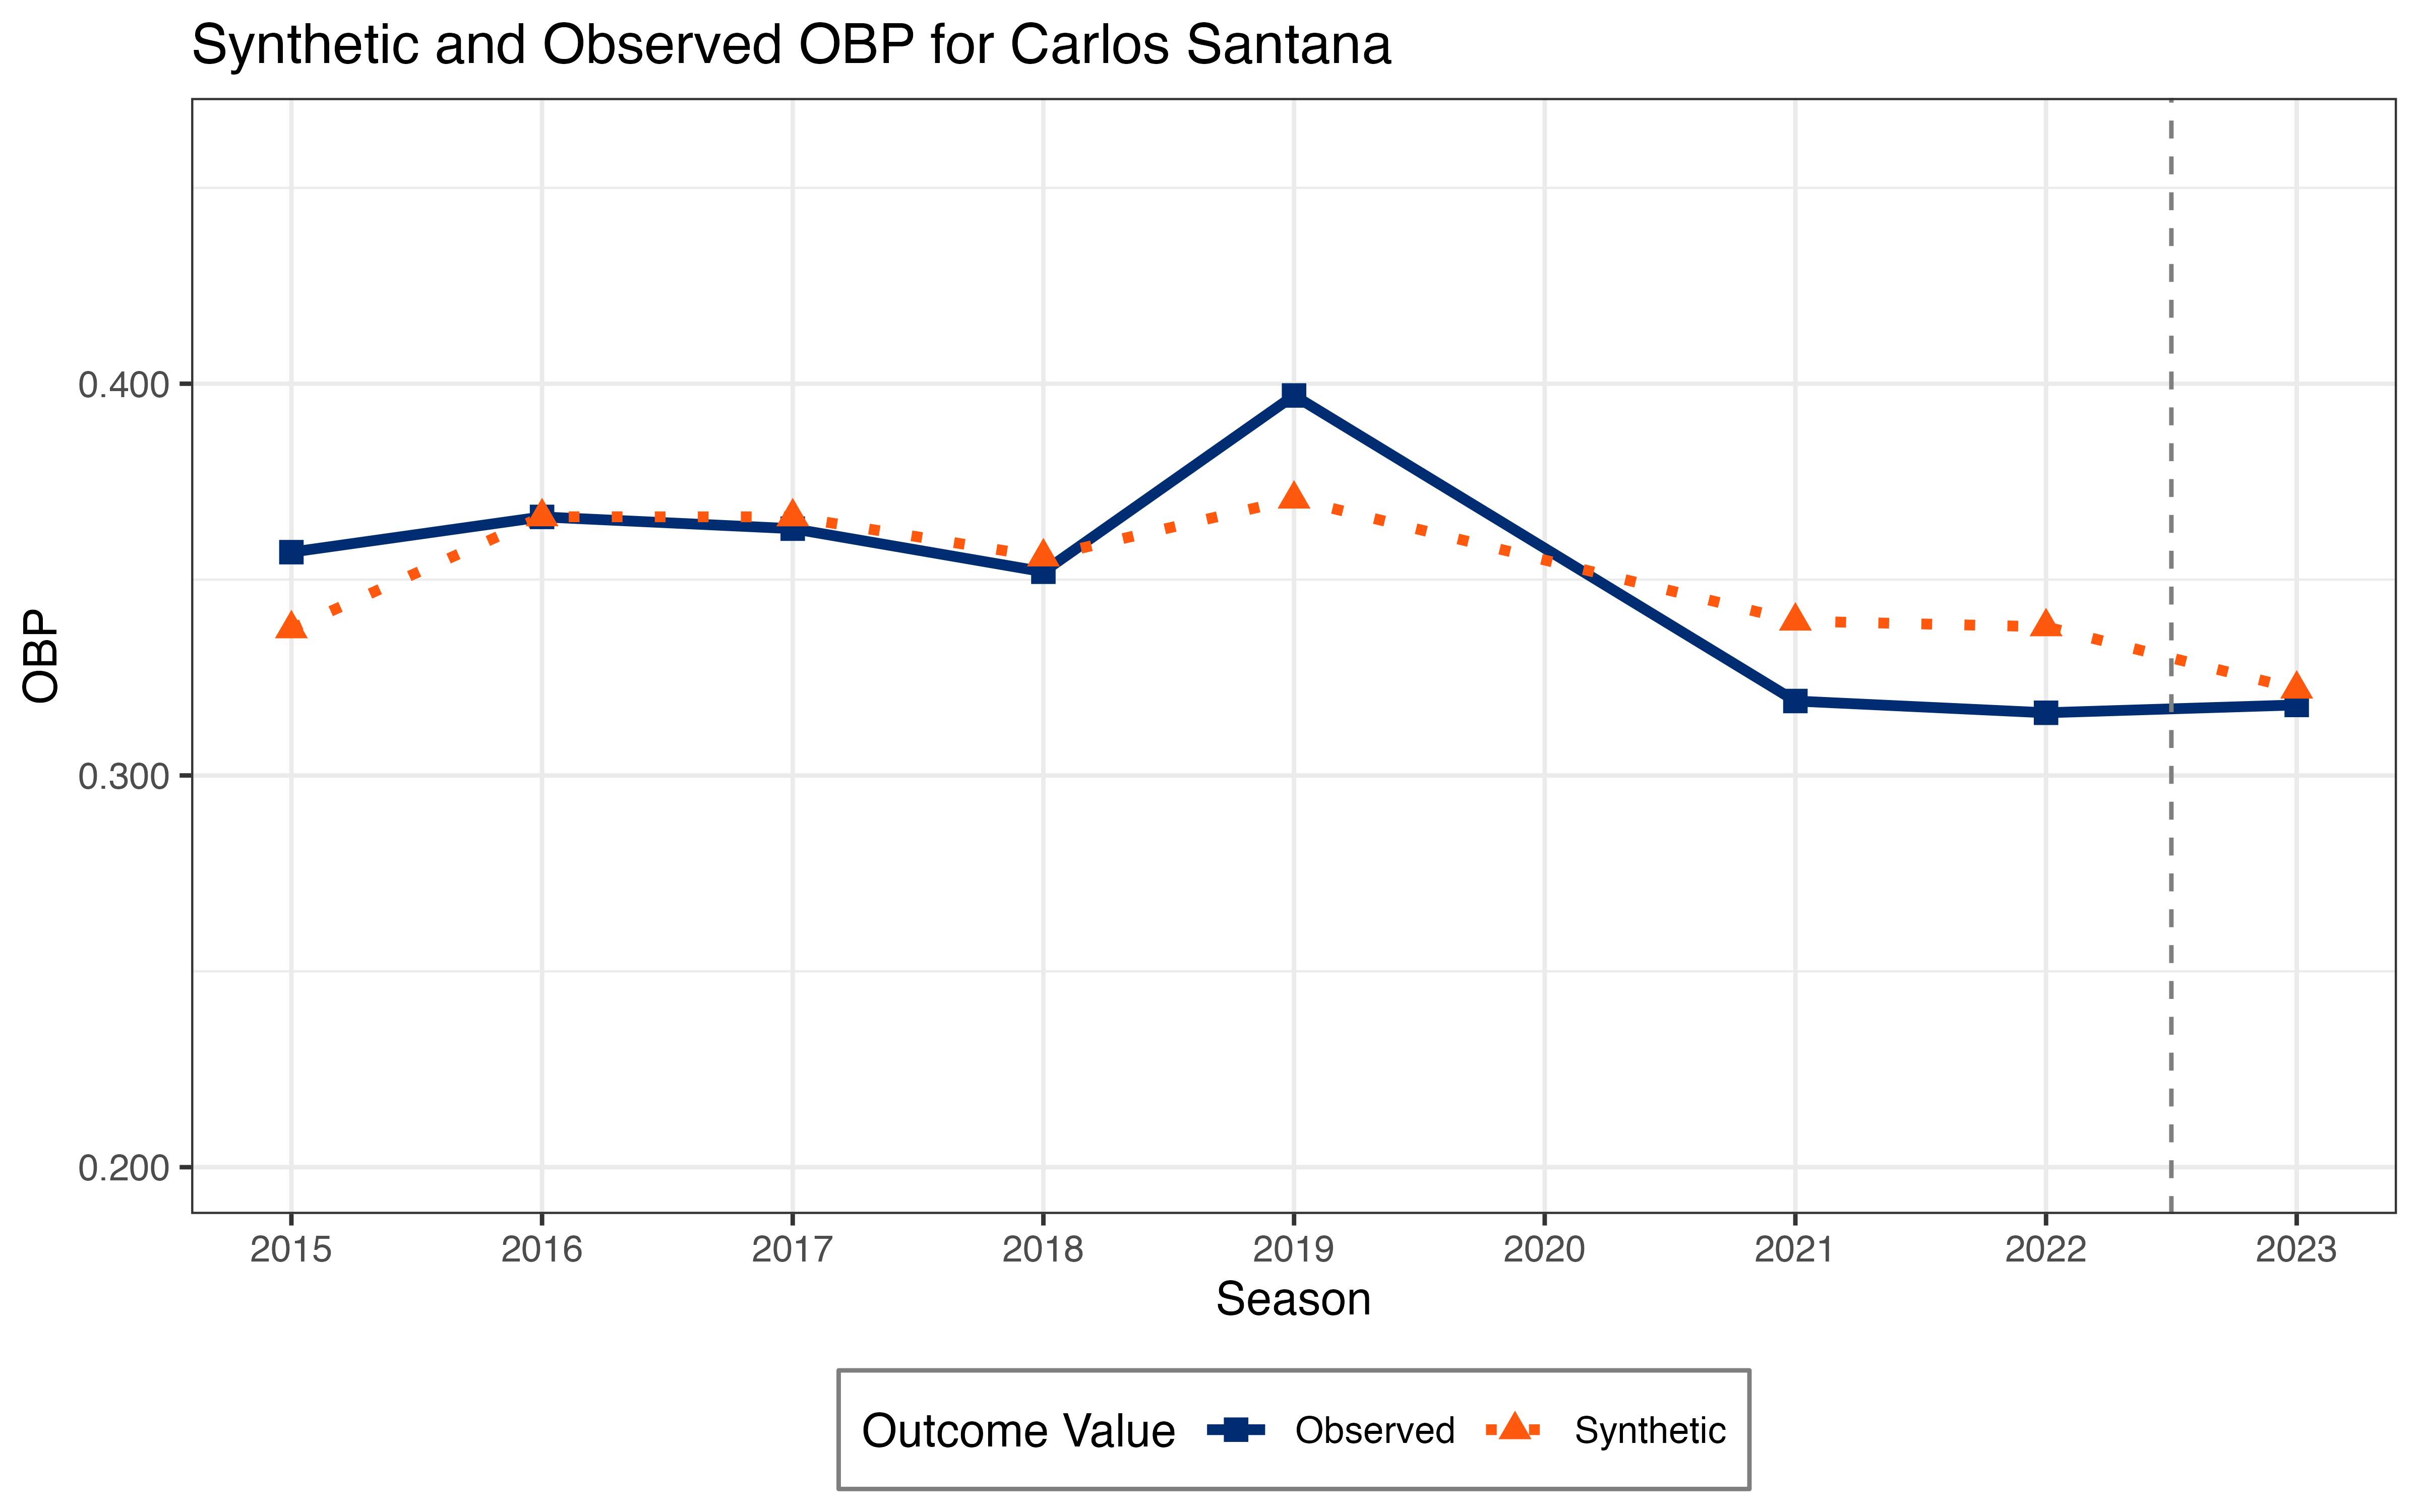 Synthetic and Observed OBP for Carlos Santana
OBP
0.400
0.300
0.200
2015 2016 2017 2018 2019 2020 2021 2022 2023
Season
Outcome Value Observed Synthetic